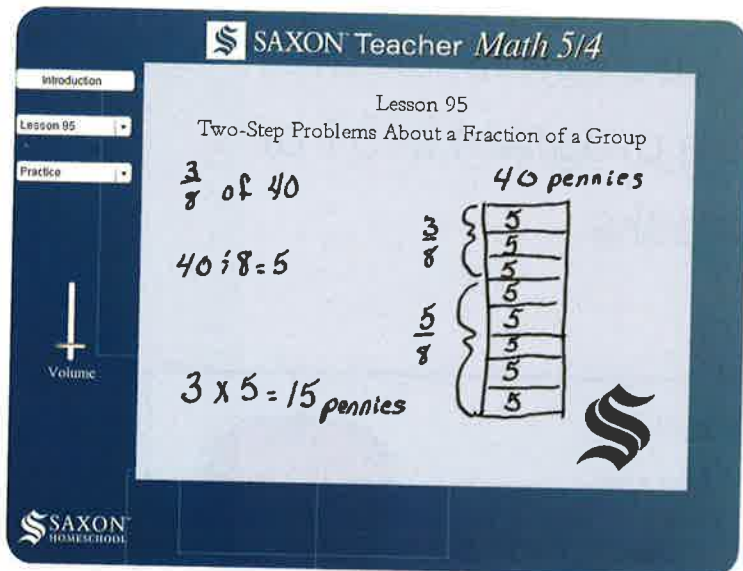 SAXON Teacher Math 5/4
Introduction
Lesson 95
Practice
Volume
SAXON
HOMESCHOOL
Lesson 95
Two-Step Problems About a Fraction of a Group
3/8 of 40
40 ÷ 8 = 5
3 x 5 = 15 pennies
40 pennies
3/8
5/8
5
5
5
5
5
5
5
5